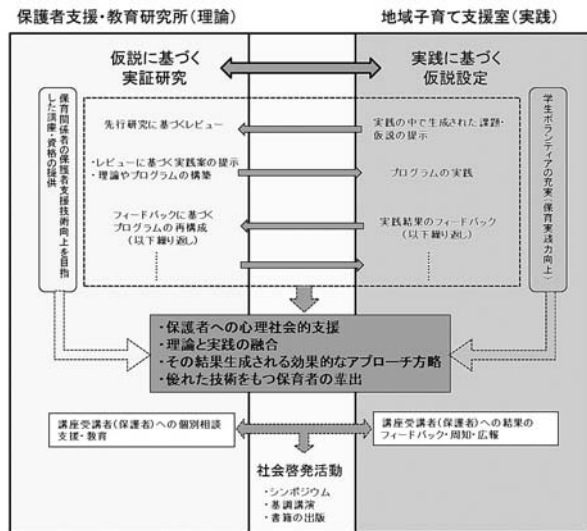 保護者支援・教育研究所(理論)
地域子育て支援室(実践)
仮説に基づく
実証研究
実践に基づく
仮説設定
保育関係者の保護者支援技術向上を目指
した講座・資格の提供
学生ボランティアの充実(保育実践力向上)
先行研究に基づくレビュー
実践の中で生成された課題・
仮説の提示
・レビューに基づく実践案の提示
・理論やプログラムの構築
プログラムの実践
フィードバックに基づく
プログラムの再構成
(以下繰り返し)
実践結果のフィードバック
(以下繰り返し)
・保護者への心理社会的支援
・理論と実践の融合
・その結果生成される効果的なアプローチ方略
・優れた技術をもつ保育者の輩出
講座受講者(保護者)への個別相談
支援・教育
講座受講者(保護者)への結果の
フィードバック・周知・広報
社会啓発活動
・シンポジウム
・基調講演
・書籍の出版